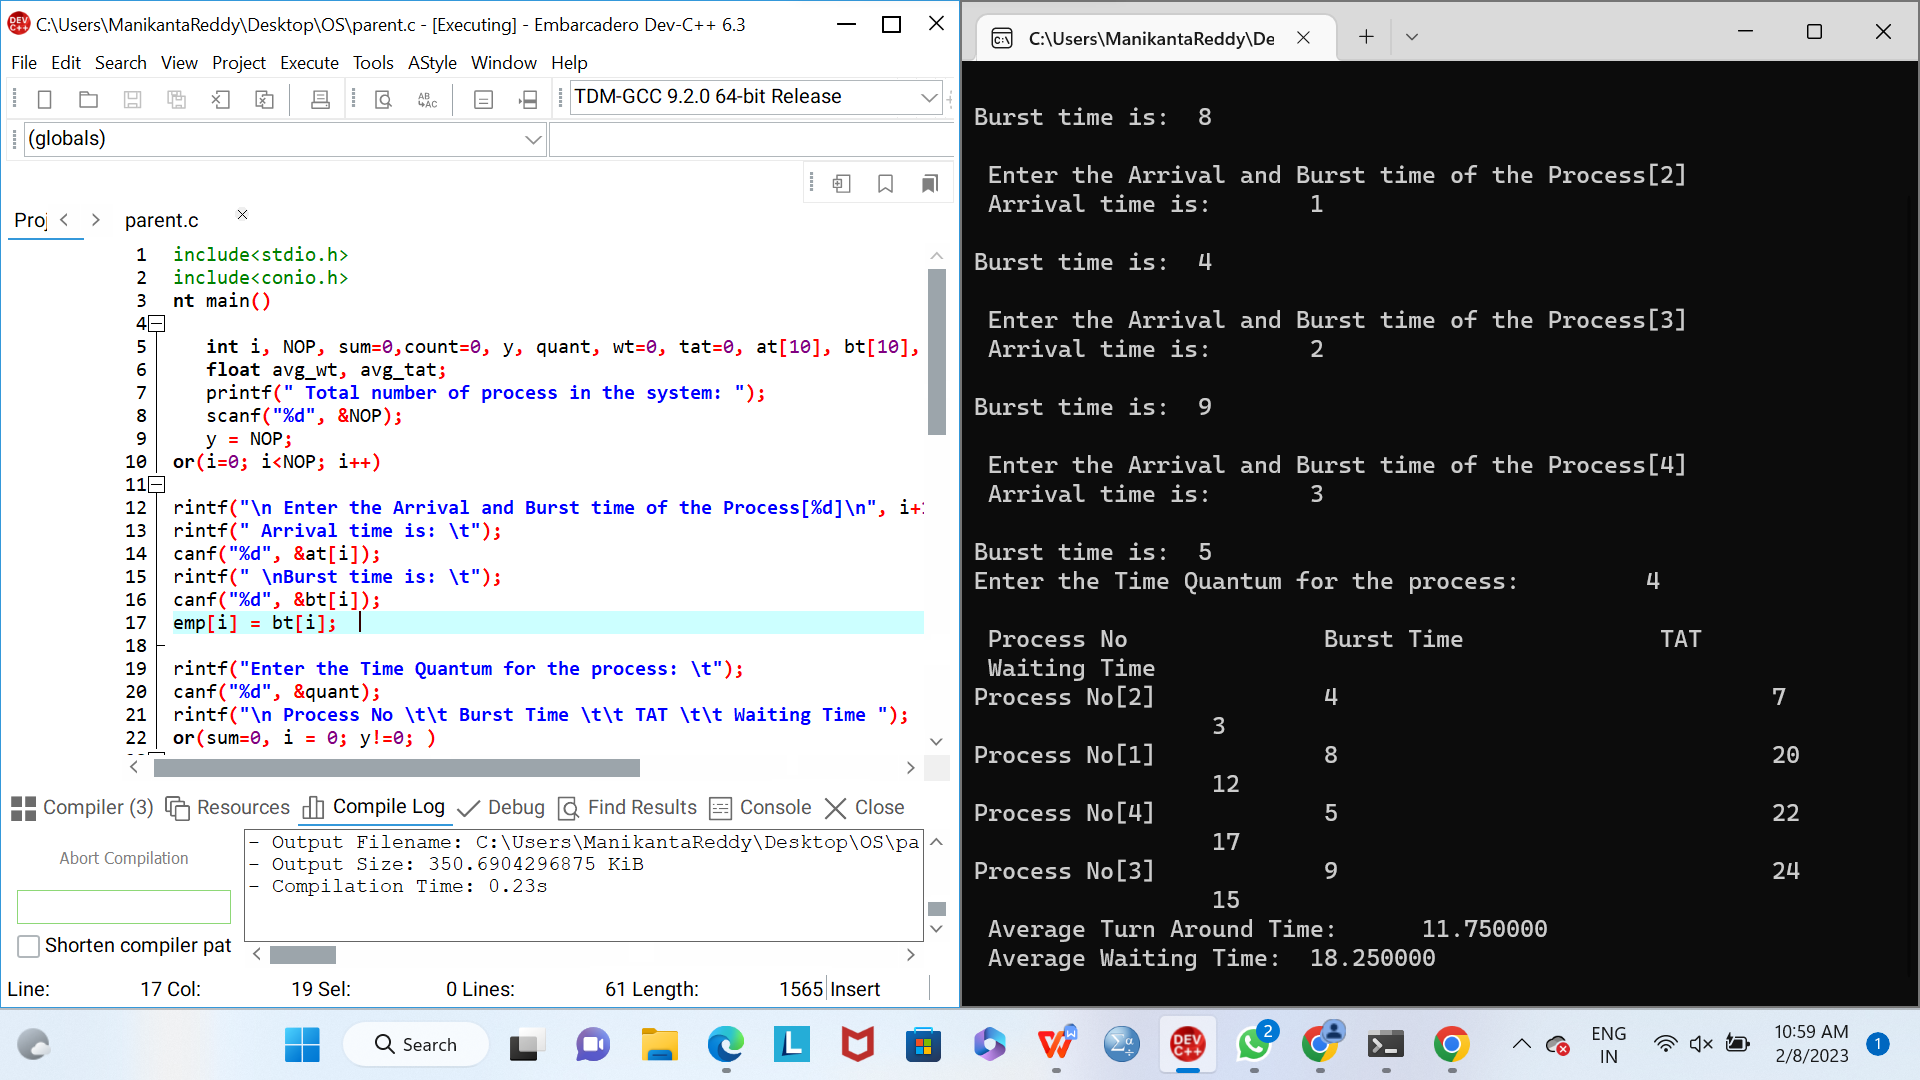 C:\Users\ManikantaReddy\Desktop\OS\parent.c - [Executing] - Embarcadero Dev-C++ 6.3
File Edit Search View Project Execute Tools AStyle Window Help
TDM-GCC 9.2.0 64-bit Release
(globals)
Proj parent.c
1 include<stdio.h>
2 include<conio.h>
3 nt main()
4
5 int i, NOP, sum=0,count=0, y, quant, wt=0, tat=0, at[10], bt[10],
6 float avg_wt, avg_tat;
7 printf(" Total number of process in the system: ");
8 scanf("%d", &NOP);
9 y = NOP;
10 or(i=0; i<NOP; i++)
11
12 rintf("\n Enter the Arrival and Burst time of the Process[%d]\n", i+
13 rintf(" Arrival time is: \t");
14 canf("%d", &at[i]);
15 rintf(" \nBurst time is: \t");
16 canf("%d", &bt[i]);
17 emp[i] = bt[i];
18
19 rintf("Enter the Time Quantum for the process: \t");
20 canf("%d", &quant);
21 rintf("\n Process No \t\t Burst Time \t\t TAT \t\t Waiting Time ");
22 or(sum=0, i = 0; y!=0; )
Compiler (3) Resources Compile Log Debug Find Results Console Close
Abort Compilation
Shorten compiler pat
- Output Filename: C:\Users\ManikantaReddy\Desktop\OS\pa
- Output Size: 350.6904296875 KiB
- Compilation Time: 0.23s
Line: 17 Col: 19 Sel: 0 Lines: 61 Length: 1565 Insert
C:\Users\ManikantaReddy\De
Burst time is: 8
Enter the Arrival and Burst time of the Process[2]
Arrival time is: 1
Burst time is: 4
Enter the Arrival and Burst time of the Process[3]
Arrival time is: 2
Burst time is: 9
Enter the Arrival and Burst time of the Process[4]
Arrival time is: 3
Burst time is: 5
Enter the Time Quantum for the process: 4
Process No Burst Time TAT
Waiting Time
Process No[2] 4 7
3
Process No[1] 8 20
12
Process No[4] 5 22
17
Process No[3] 9 24
15
Average Turn Around Time: 11.750000
Average Waiting Time: 18.250000
Search
DEV C++
2
ENG
IN
10:59 AM
2/8/2023
1